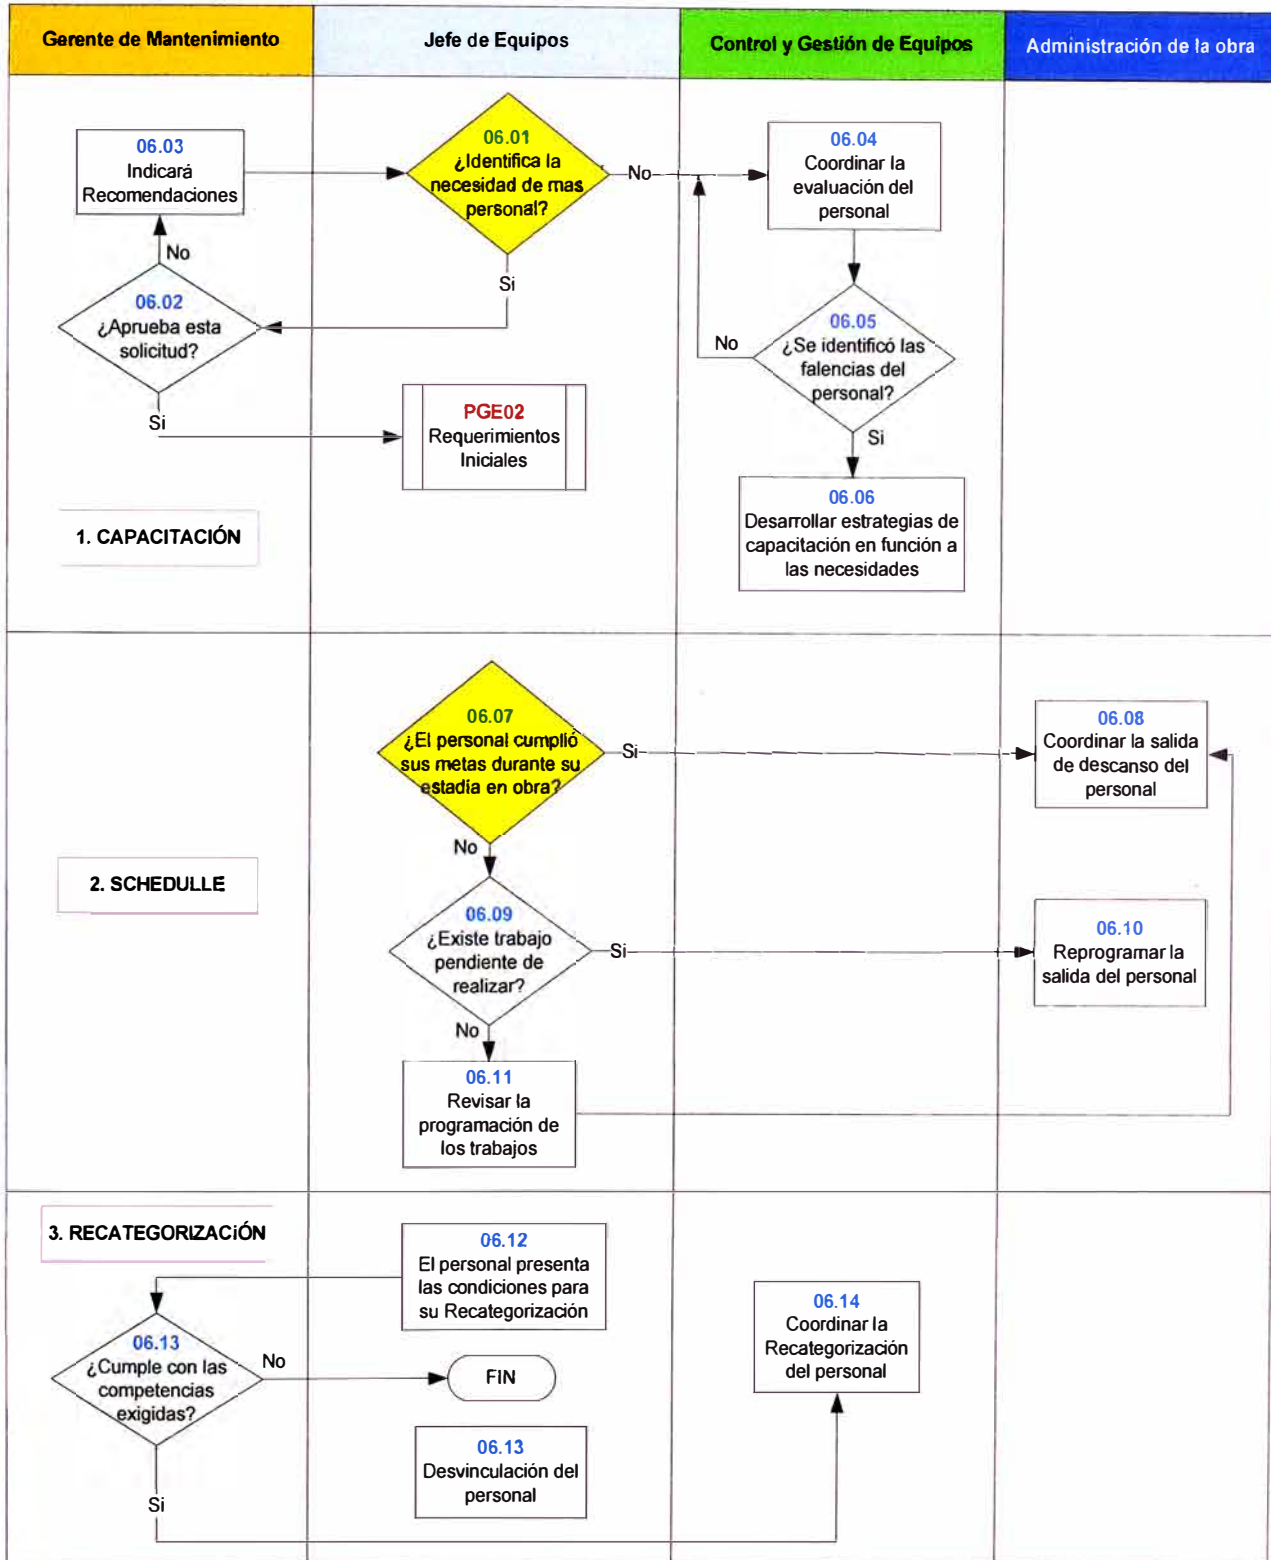 Gerente de Mantenimiento
Jefe de Equipos
Control y Gestión de Equipos
Administración de la obra
06.03
Indicará
Recomendaciones
06.01
¿Identifica la
necesidad de mas
personal?
No
06.04
Coordinar la
evaluación del
personal
No
Si
06.02
¿Aprueba esta
solicitud?
06.05
¿Se identificó las
falencias del
personal?
No
Si
Si
PGE02
Requerimientos
Iniciales
06.06
Desarrollar estrategias de
capacitación en función a
las necesidades
1. CAPACITACIÓN
06.07
¿El personal cumplió
sus metas durante su
estadía en obra?
Si
06.08
Coordinar la salida
de descanso del
personal
No
2. SCHEDULLE
06.09
¿Existe trabajo
pendiente de
realizar?
Si
06.10
Reprogramar la
salida del personal
No
06.11
Revisar la
programación de
los trabajos
3. RECATEGORIZACIÓN
06.12
El personal presenta
las condiciones para
su Recategorización
06.13
¿Cumple con las
competencias
exigidas?
No
FIN
06.14
Coordinar la
Recategorización
del personal
06.13
Desvinculación del
personal
Si